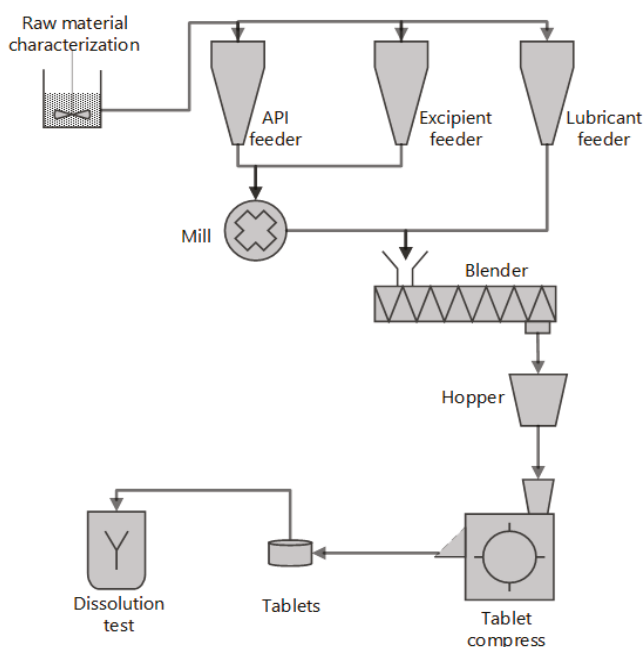 Raw material
characterization
API
feeder
Excipient
feeder
Lubricant
feeder
Mill
Blender
Hopper
Dissolution
test
Tablets
Tablet
compress